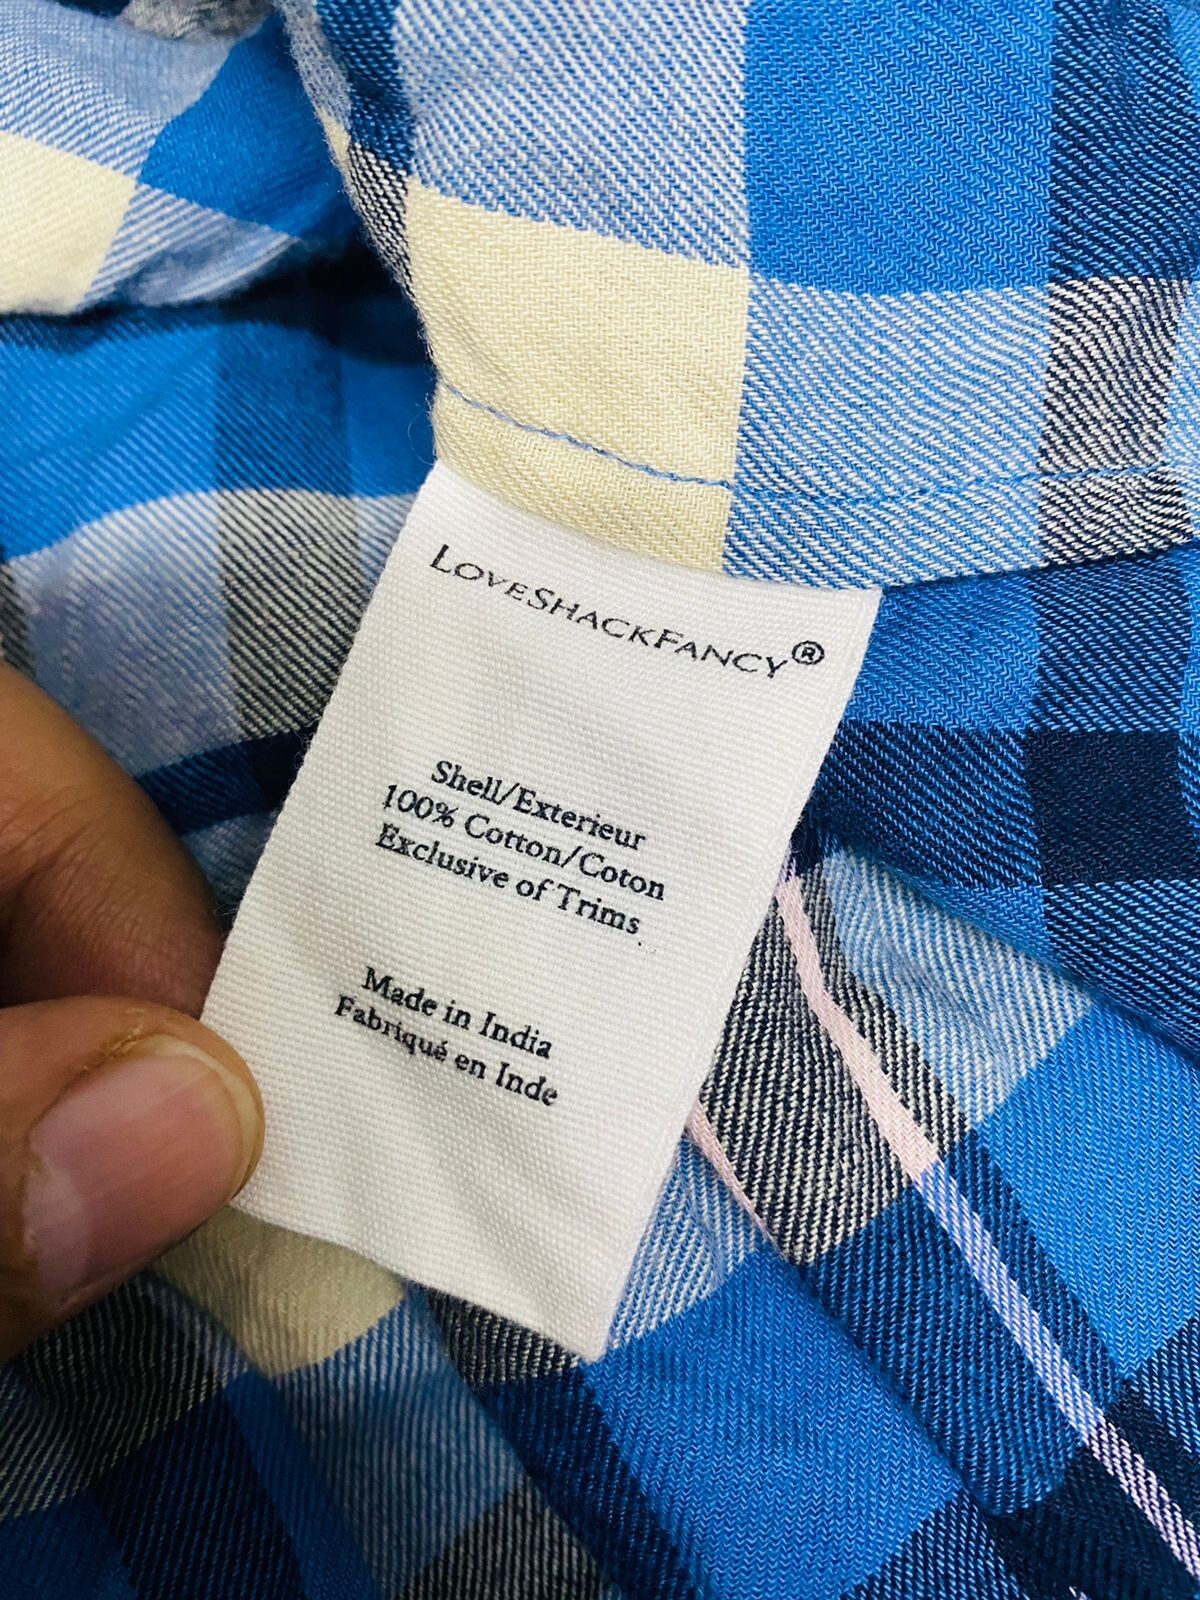 LOVESHACKFANCY®
Shell/Exterieur
100% Cotton/Coton
Exclusive of Trims
Made in India
Fabriqué en Inde